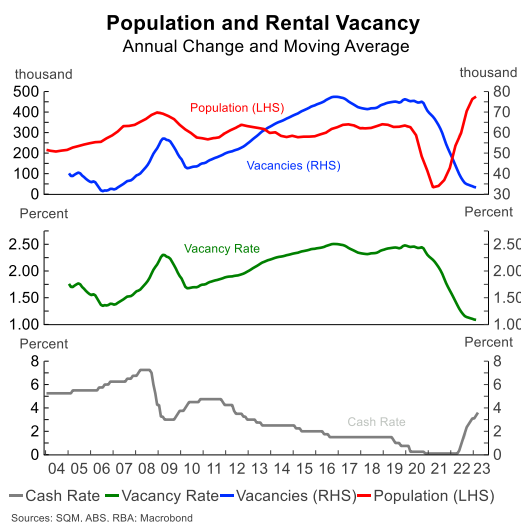 Population and Rental Vacancy
Annual Change and Moving Average
thousand thousand
500 80
400 70
300 60
200 50
100 40
0 30
Population (LHS)
Vacancies (RHS)
Percent Percent
2.50 2.50
2.00 2.00
1.50 1.50
1.00 1.00
Vacancy Rate
Percent Percent
8 8
6 6
4 4
2 2
0 0
Cash Rate
04 05 06 07 08 09 10 11 12 13 14 15 16 17 18 19 20 21 22 23
Cash Rate Vacancy Rate Vacancies (RHS) Population (LHS)
Sources: SQM, ABS, RBA: Macrobond